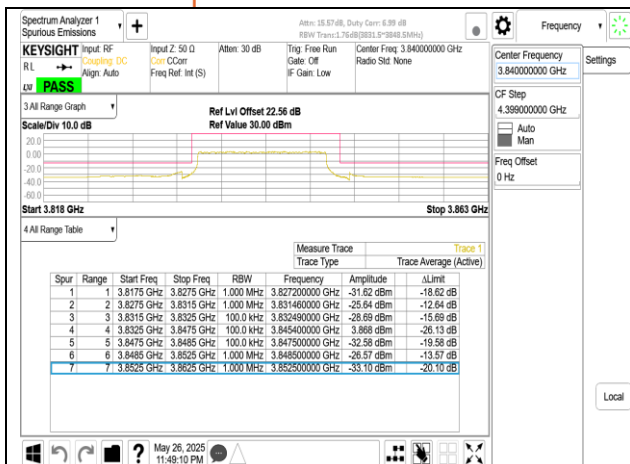 Spectrum Analyzer 1
Spurious Emissions
Attn: 15.57dB, Duty Corr: 6.99 dB
RBW Trans:1.76dB(3831.5~3848.5MHz)
Frequency
KEYSIGHT
RL
Input: RF
Coupling: DC
Align: Auto
Input Z: 50 Ω
Corr CCorr
Freq Ref: Int (S)
Atten: 30 dB
Trig: Free Run
Gate: Off
IF Gain: Low
Center Freq: 3.840000000 GHz
Radio Std: None
LXI PASS
Center Frequency
3.840000000 GHz
Settings
CF Step
4.399000000 GHz
Auto
Man
Freq Offset
0 Hz
3 All Range Graph
Scale/Div 10.0 dB
Ref Lvl Offset 22.56 dB
Ref Value 30.00 dBm
20.0
0.00
-20.0
-40.0
-60.0
Start 3.818 GHz
Stop 3.863 GHz
4 All Range Table
Measure Trace Trace 1
Trace Type Trace Average (Active)
Spur Range Start Freq Stop Freq RBW Frequency Amplitude ΔLimit
1 1 3.8175 GHz 3.8275 GHz 1.000 MHz 3.827200000 GHz -31.62 dBm -18.62 dB
2 2 3.8275 GHz 3.8315 GHz 1.000 MHz 3.831460000 GHz -25.64 dBm -12.64 dB
3 3 3.8315 GHz 3.8325 GHz 100.0 kHz 3.832490000 GHz -28.69 dBm -15.69 dB
4 4 3.8325 GHz 3.8475 GHz 100.0 kHz 3.845400000 GHz 3.868 dBm -26.13 dB
5 5 3.8475 GHz 3.8485 GHz 100.0 kHz 3.847500000 GHz -32.58 dBm -19.58 dB
6 6 3.8485 GHz 3.8525 GHz 1.000 MHz 3.848500000 GHz -26.57 dBm -13.57 dB
7 7 3.8525 GHz 3.8625 GHz 1.000 MHz 3.852500000 GHz -33.10 dBm -20.10 dB
Local
May 26, 2025
11:49:10 PM